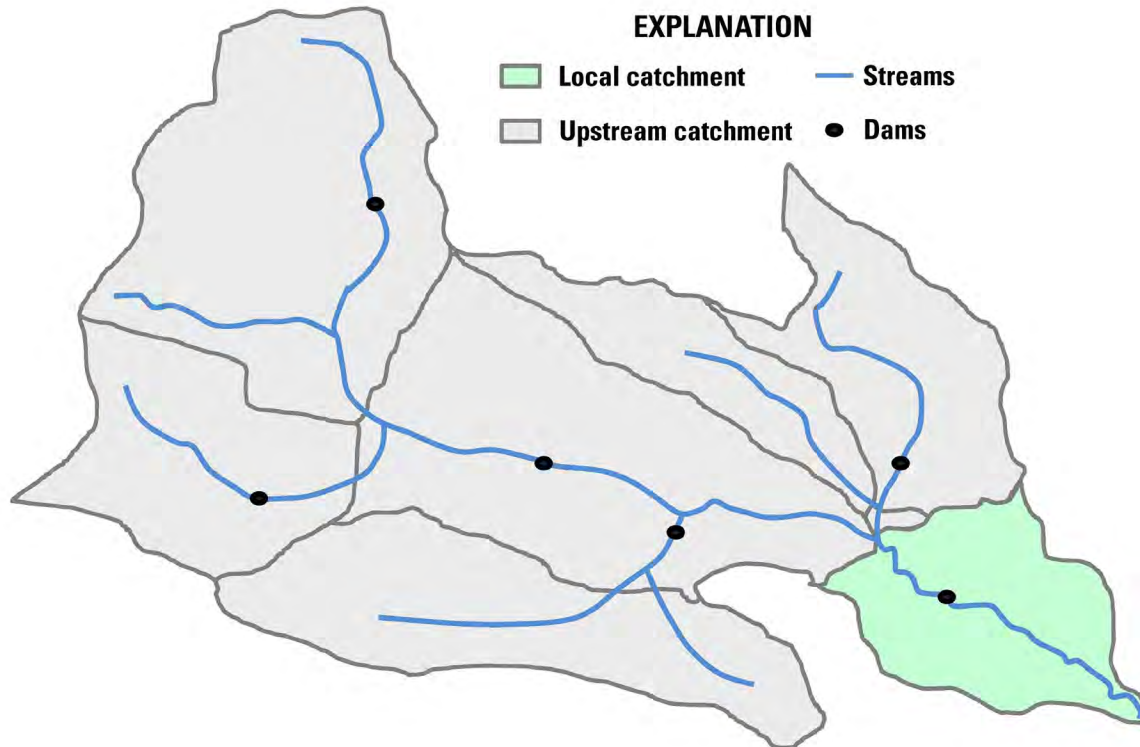 EXPLANATION
Local catchment
Streams
Upstream catchment
Dams